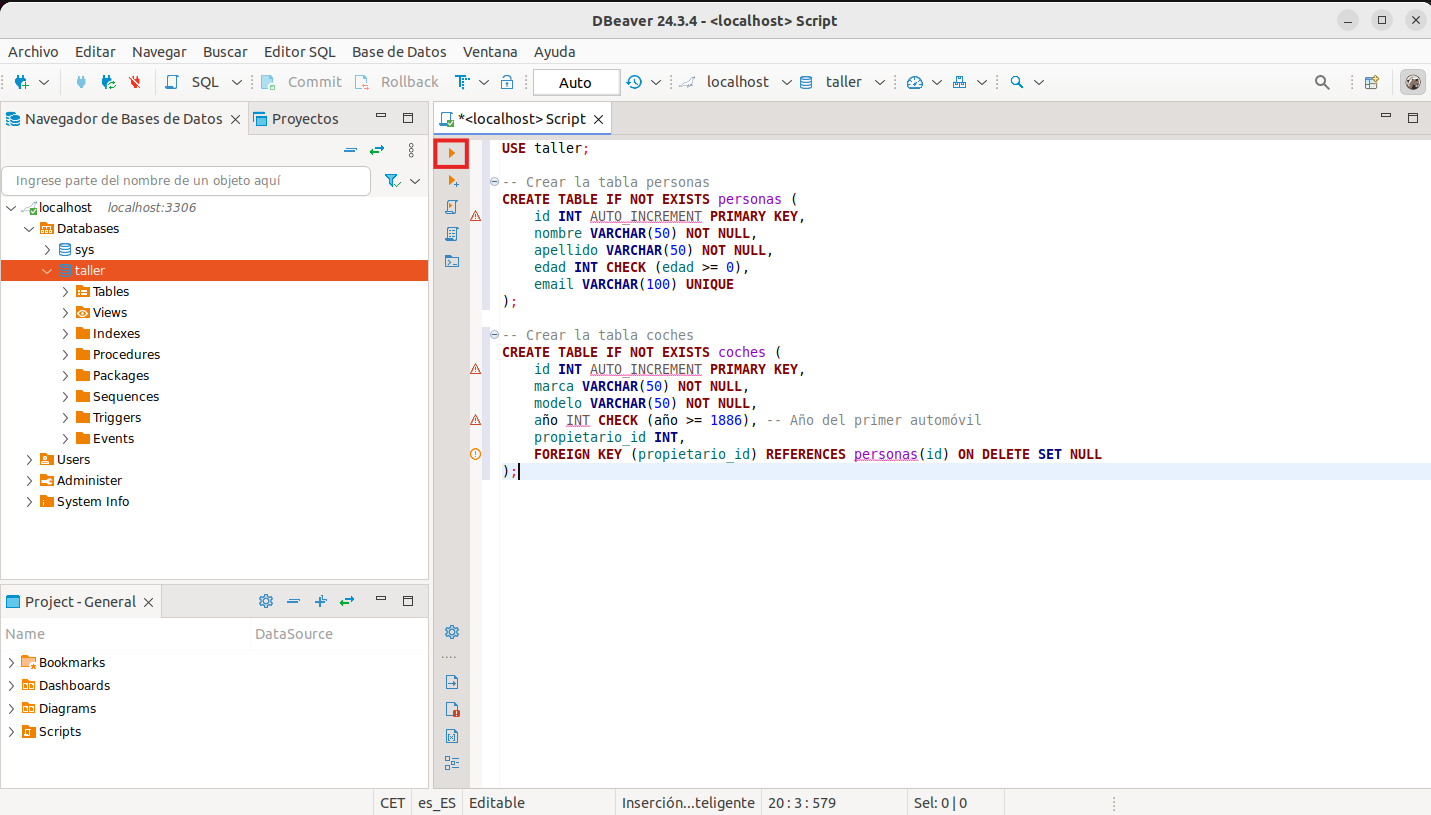 DBeaver 24.3.4 - <localhost> Script
Archivo Editar Navegar Buscar Editor SQL Base de Datos Ventana Ayuda
SQL Commit Rollback Auto localhost taller
Navegador de Bases de Datos Proyectos
Ingrese parte del nombre de un objeto aquí
localhost localhost:3306
Databases
sys
taller
Tables
Views
Indexes
Procedures
Packages
Sequences
Triggers
Events
Users
Administer
System Info
Project - General
Name DataSource
Bookmarks
Dashboards
Diagrams
Scripts
*<localhost> Script
USE taller;
-- Crear la tabla personas
CREATE TABLE IF NOT EXISTS personas (
id INT AUTO_INCREMENT PRIMARY KEY,
nombre VARCHAR(50) NOT NULL,
apellido VARCHAR(50) NOT NULL,
edad INT CHECK (edad >= 0),
email VARCHAR(100) UNIQUE
);
-- Crear la tabla coches
CREATE TABLE IF NOT EXISTS coches (
id INT AUTO_INCREMENT PRIMARY KEY,
marca VARCHAR(50) NOT NULL,
modelo VARCHAR(50) NOT NULL,
año INT CHECK (año >= 1886), -- Año del primer automóvil
propietario_id INT,
FOREIGN KEY (propietario_id) REFERENCES personas(id) ON DELETE SET NULL
);
CET es_ES Editable Inserción...teligente 20 : 3 : 579 Sel: 0 | 0